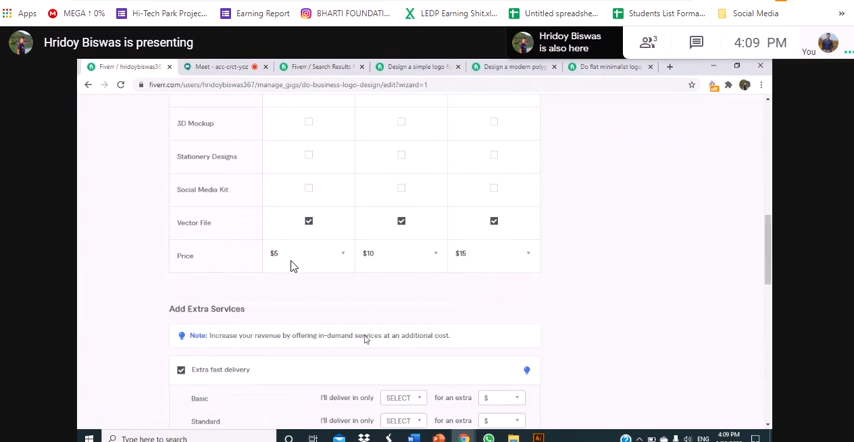 Apps
MEGA ↑ 0%
Hi-Tech Park Projec...
Earning Report
BHARTI FOUNDATI...
LEDP Earning Shit.xl...
Untitled spreadshe...
Students List Forma...
Social Media
»
Hridoy Biswas is presenting
Hridoy Biswas
is also here
3
4:09 PM
You
Fiverr / hridoybiswas3
Meet - acc-crct-yoz
Fiverr / Search Results f
Design a simple logo f
Design a modern poly
Do flat minimalist logo
fiverr.com/users/hridoybiswas367/manage_gigs/do-business-logo-design/edit?wizard=1
3D Mockup
Stationery Designs
Social Media Kit
Vector File
Price
$5
$10
$15
Add Extra Services
Note: Increase your revenue by offering in-demand services at an additional cost.
Extra fast delivery
Basic
I'll deliver in only
SELECT
for an extra
$
Standard
I'll deliver in only
SELECT
for an extra
$
Type here to search
4:09 PM